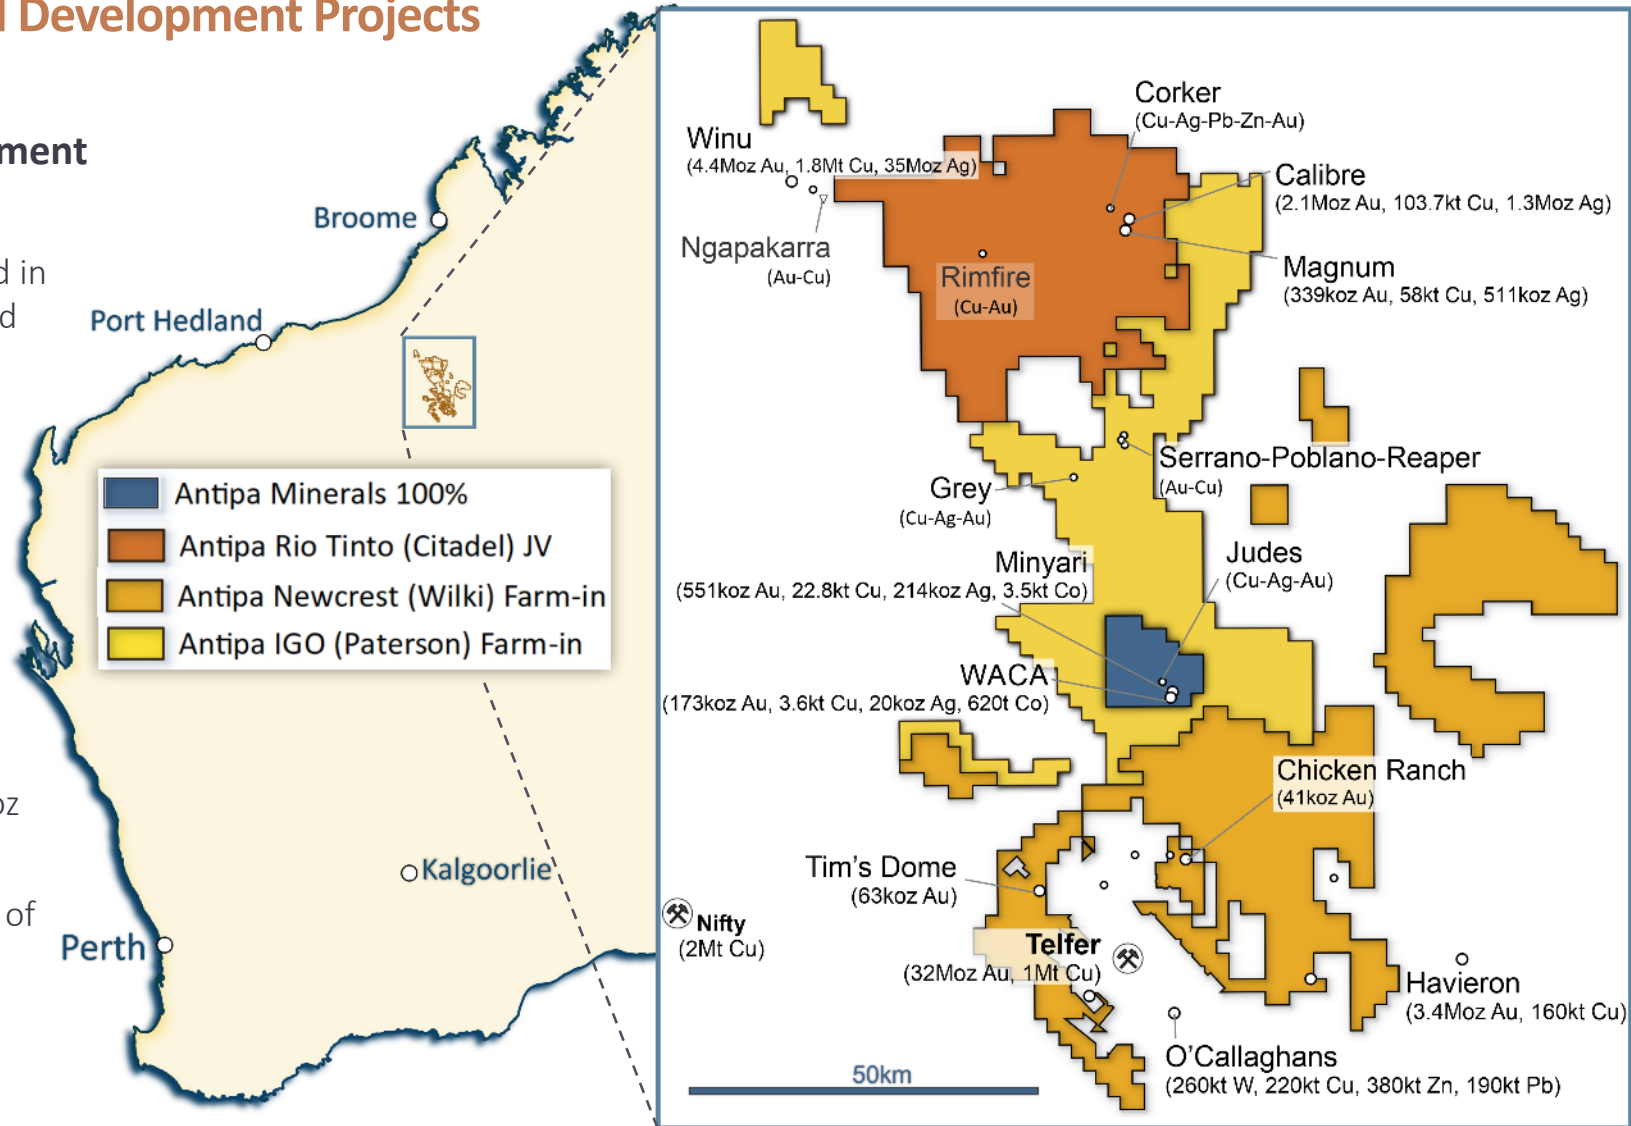 Development Projects
ment
d in
d
oz
of
Broome
Port Hedland
Kalgoorlie
Perth
Antipa Minerals 100%
Antipa Rio Tinto (Citadel) JV
Antipa Newcrest (Wilki) Farm-in
Antipa IGO (Paterson) Farm-in
Corker
(Cu-Ag-Pb-Zn-Au)
Winu
(4.4Moz Au, 1.8Mt Cu, 35Moz Ag)
Calibre
(2.1Moz Au, 103.7kt Cu, 1.3Moz Ag)
Ngapakarra
(Au-Cu)
Rimfire
(Cu-Au)
Magnum
(339koz Au, 58kt Cu, 511koz Ag)
Serrano-Poblano-Reaper
(Au-Cu)
Grey
(Cu-Ag-Au)
Judes
(Cu-Ag-Au)
Minyari
(551koz Au, 22.8kt Cu, 214koz Ag, 3.5kt Co)
WACA
(173koz Au, 3.6kt Cu, 20koz Ag, 620t Co)
Chicken Ranch
(41koz Au)
Tim's Dome
(63koz Au)
Nifty
(2Mt Cu)
Telfer
(32Moz Au, 1Mt Cu)
Havieron
(3.4Moz Au, 160kt Cu)
O'Callaghans
(260kt W, 220kt Cu, 380kt Zn, 190kt Pb)
50km